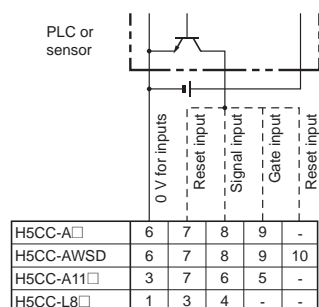 PLC or
sensor
0 V for inputs
Reset input
Signal input
Gate input
Reset input
H5CC-A□ 6 7 8 9 -
H5CC-AWSD 6 7 8 9 10
H5CC-A11□ 3 7 6 5 -
H5CC-L8□ 1 3 4 - -